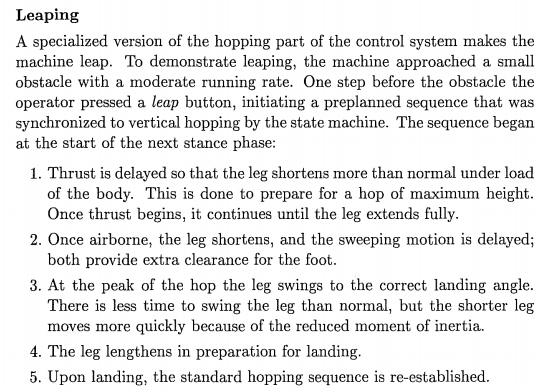 Leaping
A specialized version of the hopping part of the control system makes the
machine leap. To demonstrate leaping, the machine approached a small
obstacle with a moderate running rate. One step before the obstacle the
operator pressed a leap button, initiating a preplanned sequence that was
synchronized to vertical hopping by the state machine. The sequence began
at the start of the next stance phase:
1. Thrust is delayed so that the leg shortens more than normal under load
of the body. This is done to prepare for a hop of maximum height.
Once thrust begins, it continues until the leg extends fully.
2. Once airborne, the leg shortens, and the sweeping motion is delayed;
both provide extra clearance for the foot.
3. At the peak of the hop the leg swings to the correct landing angle.
There is less time to swing the leg than normal, but the shorter leg
moves more quickly because of the reduced moment of inertia.
4. The leg lengthens in preparation for landing.
5. Upon landing, the standard hopping sequence is re-established.